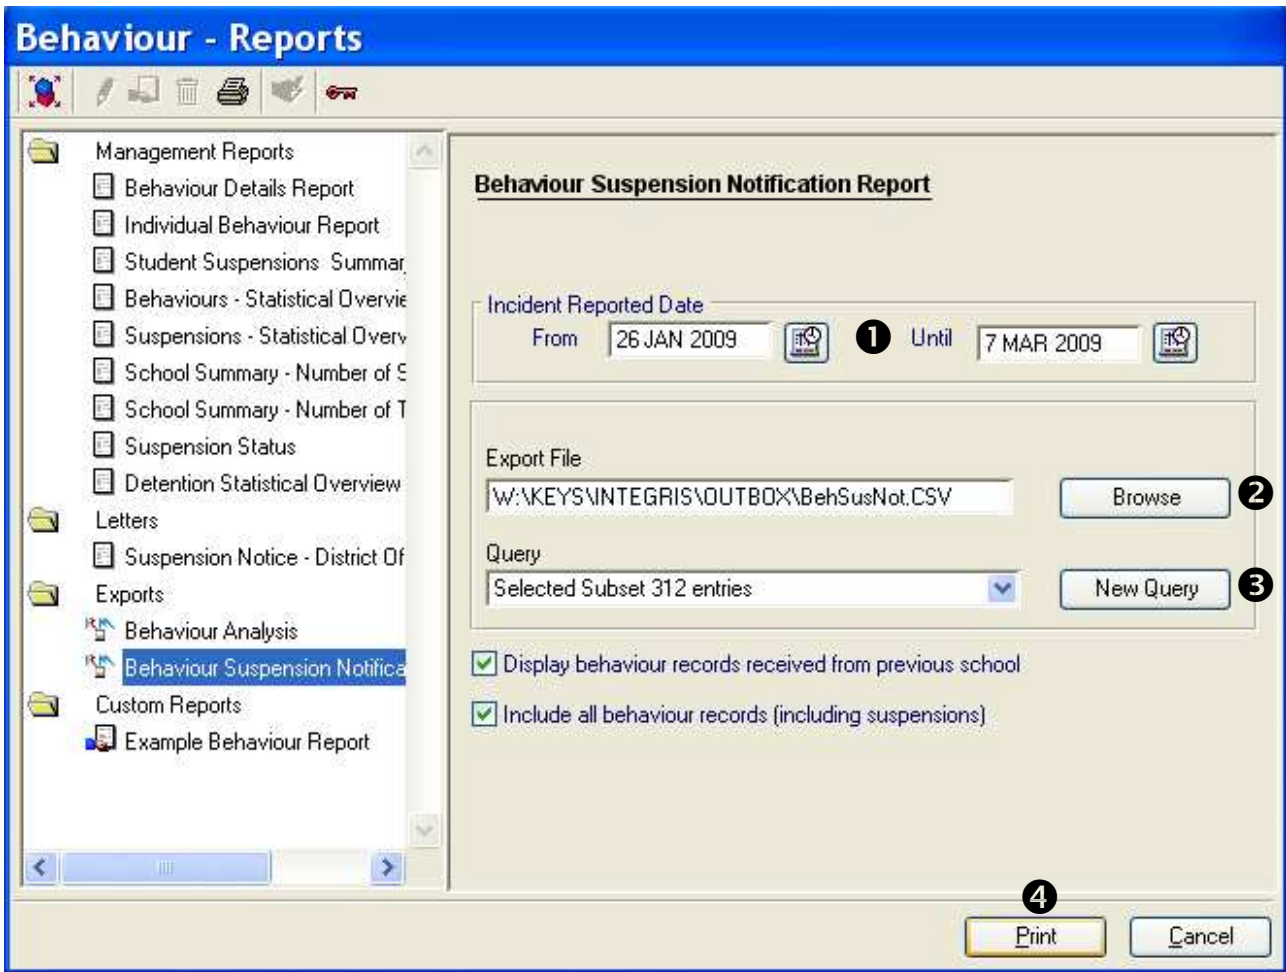 Behaviour - Reports
Management Reports
Behaviour Details Report
Individual Behaviour Report
Student Suspensions Summar
Behaviours - Statistical Overvie
Suspensions - Statistical Overv
School Summary - Number of S
School Summary - Number of T
Suspension Status
Detention Statistical Overview
Letters
Suspension Notice - District Of
Exports
Behaviour Analysis
Behaviour Suspension Notifica
Custom Reports
Example Behaviour Report
Behaviour Suspension Notification Report
Incident Reported Date
From 26 JAN 2009 ❶ Until 7 MAR 2009
Export File
W:\KEYS\INTEGRIS\OUTBOX\BehSusNot.CSV Browse ❷
Query
Selected Subset 312 entries New Query ❸
Display behaviour records received from previous school
Include all behaviour records (including suspensions)
❹
Print Cancel